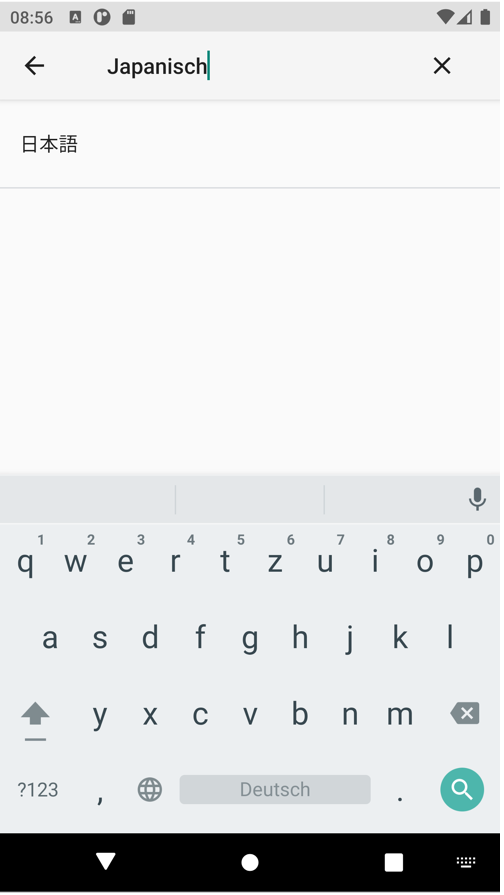 08:56
Japanisch
日本語
1 2 3 4 5 6 7 8 9 0
q w e r t z u i o p
a s d f g h j k l
y x c v b n m
?123 , Deutsch .